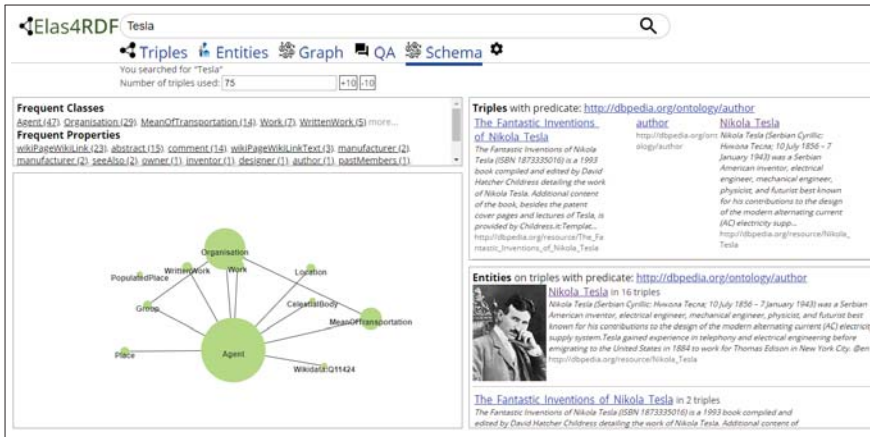 Elas4RDF
Tesla
Triples Entities Graph QA Schema
You searched for "Tesla"
Number of triples used: 75 +10 -10
Frequent Classes
Agent (47), Organisation (29), MeanOfTransportation (14), Work (7), WrittenWork (5) more...
Frequent Properties
wikiPageWikiLink (23), abstract (15), comment (14), wikiPageWikiLinkText (3), manufacturer (2),
manufacturer (2), seeAlso (2), owner (1), inventor (1), designer (1), author (1), pastMembers (1),
Organisation
WrittenWork
Work
Location
PopulatedPlace
Group
CelestialBody
MeanOfTransportation
Place
Agent
Wikidata:Q11424
Triples with predicate: http://dbpedia.org/ontology/author
The Fantastic Inventions
of Nikola Tesla
The Fantastic Inventions of Nikola
Tesla (ISBN 1873335016) is a 1993
book compiled and edited by David
Hatcher Childress detailing the work
of Nikola Tesla. Additional content
of the book, besides the patent
cover pages and lectures of Tesla, is
provided by Childress.it:Templat...
http://dbpedia.org/resource/The_Fa
ntastic_Inventions_of_Nikola_Tesla
author
http://dbpedia.org/ont
ology/author
Nikola Tesla
Nikola Tesla (Serbian Cyrillic:
Никола Тесла; 10 July 1856 – 7
January 1943) was a Serbian
American inventor, electrical
engineer, mechanical engineer,
physicist, and futurist best known
for his contributions to the design
of the modern alternating current
(AC) electricity supp...
http://dbpedia.org/resource/Nikola_
Tesla
Entities on triples with predicate: http://dbpedia.org/ontology/author
Nikola Tesla in 16 triples
Nikola Tesla (Serbian Cyrillic: Никола Тесла; 10 July 1856 – 7 January 1943) was a Serbian
American inventor, electrical engineer, mechanical engineer, physicist, and futurist best
known for his contributions to the design of the modern alternating current (AC) electricity
supply system.Tesla gained experience in telephony and electrical engineering before
emigrating to the United States in 1884 to work for Thomas Edison in New York City. @en
http://dbpedia.org/resource/Nikola_Tesla
The Fantastic Inventions of Nikola Tesla in 2 triples
The Fantastic Inventions of Nikola Tesla (ISBN 1873335016) is a 1993 book compiled and
edited by David Hatcher Childress detailing the work of Nikola Tesla. Additional content of